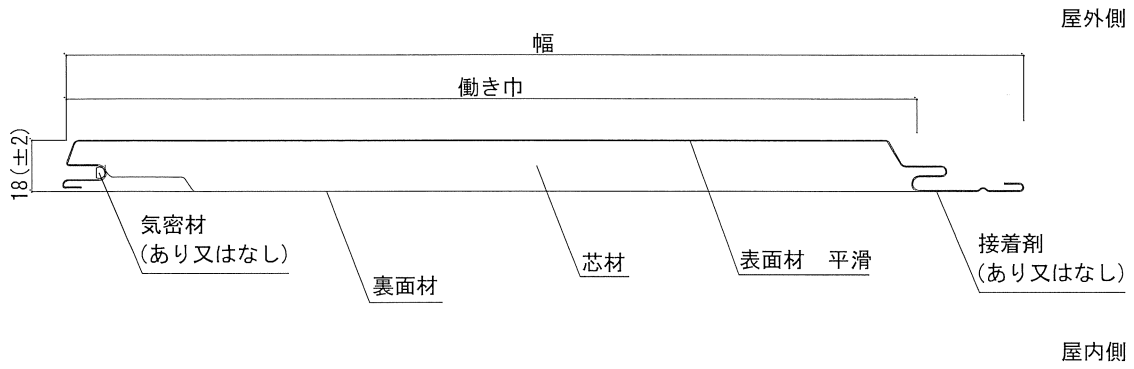 屋外側
幅
働き巾
18(±2)
気密材
(あり又はなし)
裏面材
芯材
表面材　平滑
接着剤
(あり又はなし)
屋内側